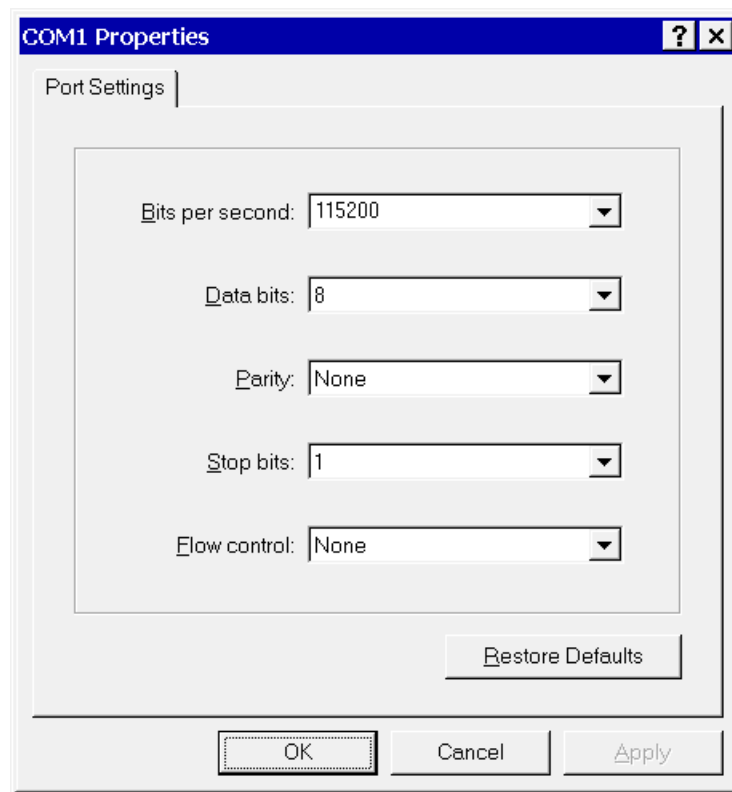 COM1 Properties
Port Settings
Bits per second: 115200
Data bits: 8
Parity: None
Stop bits: 1
Flow control: None
Restore Defaults
OK Cancel Apply